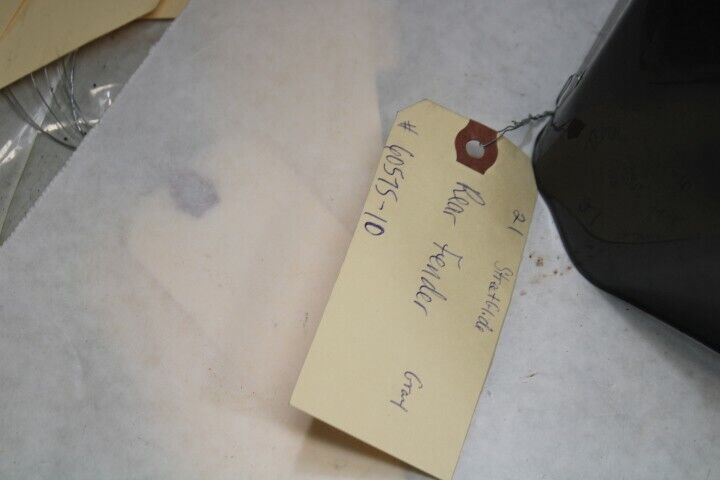 21 StreetGlide
Rear Fender Gray
# 60575-10